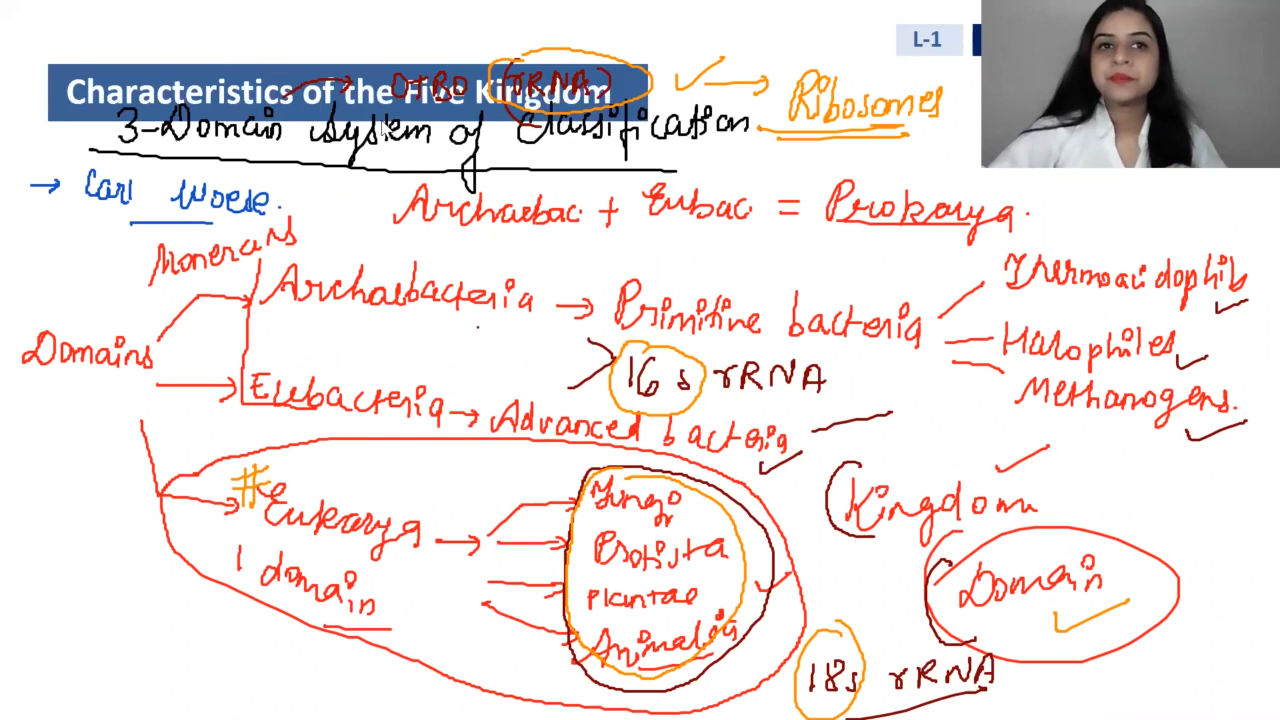 L-1
Characteristics of the Five Kingdom
(rRNA) → Ribosomes
3-Domain System of Classification
→ Carl Woese.
Archaebac + Eubac = Prokarya.
Monerans
Archaebacteria → Primitive bacteria
Thermoacidophils
Halophiles
Methanogens.
Domains
16s rRNA
Eubacteria → Advanced bacteria
# Eukarya →
1 domain
Fungi
Protista
Plantae
Animalia
Kingdom
Domain
18s rRNA